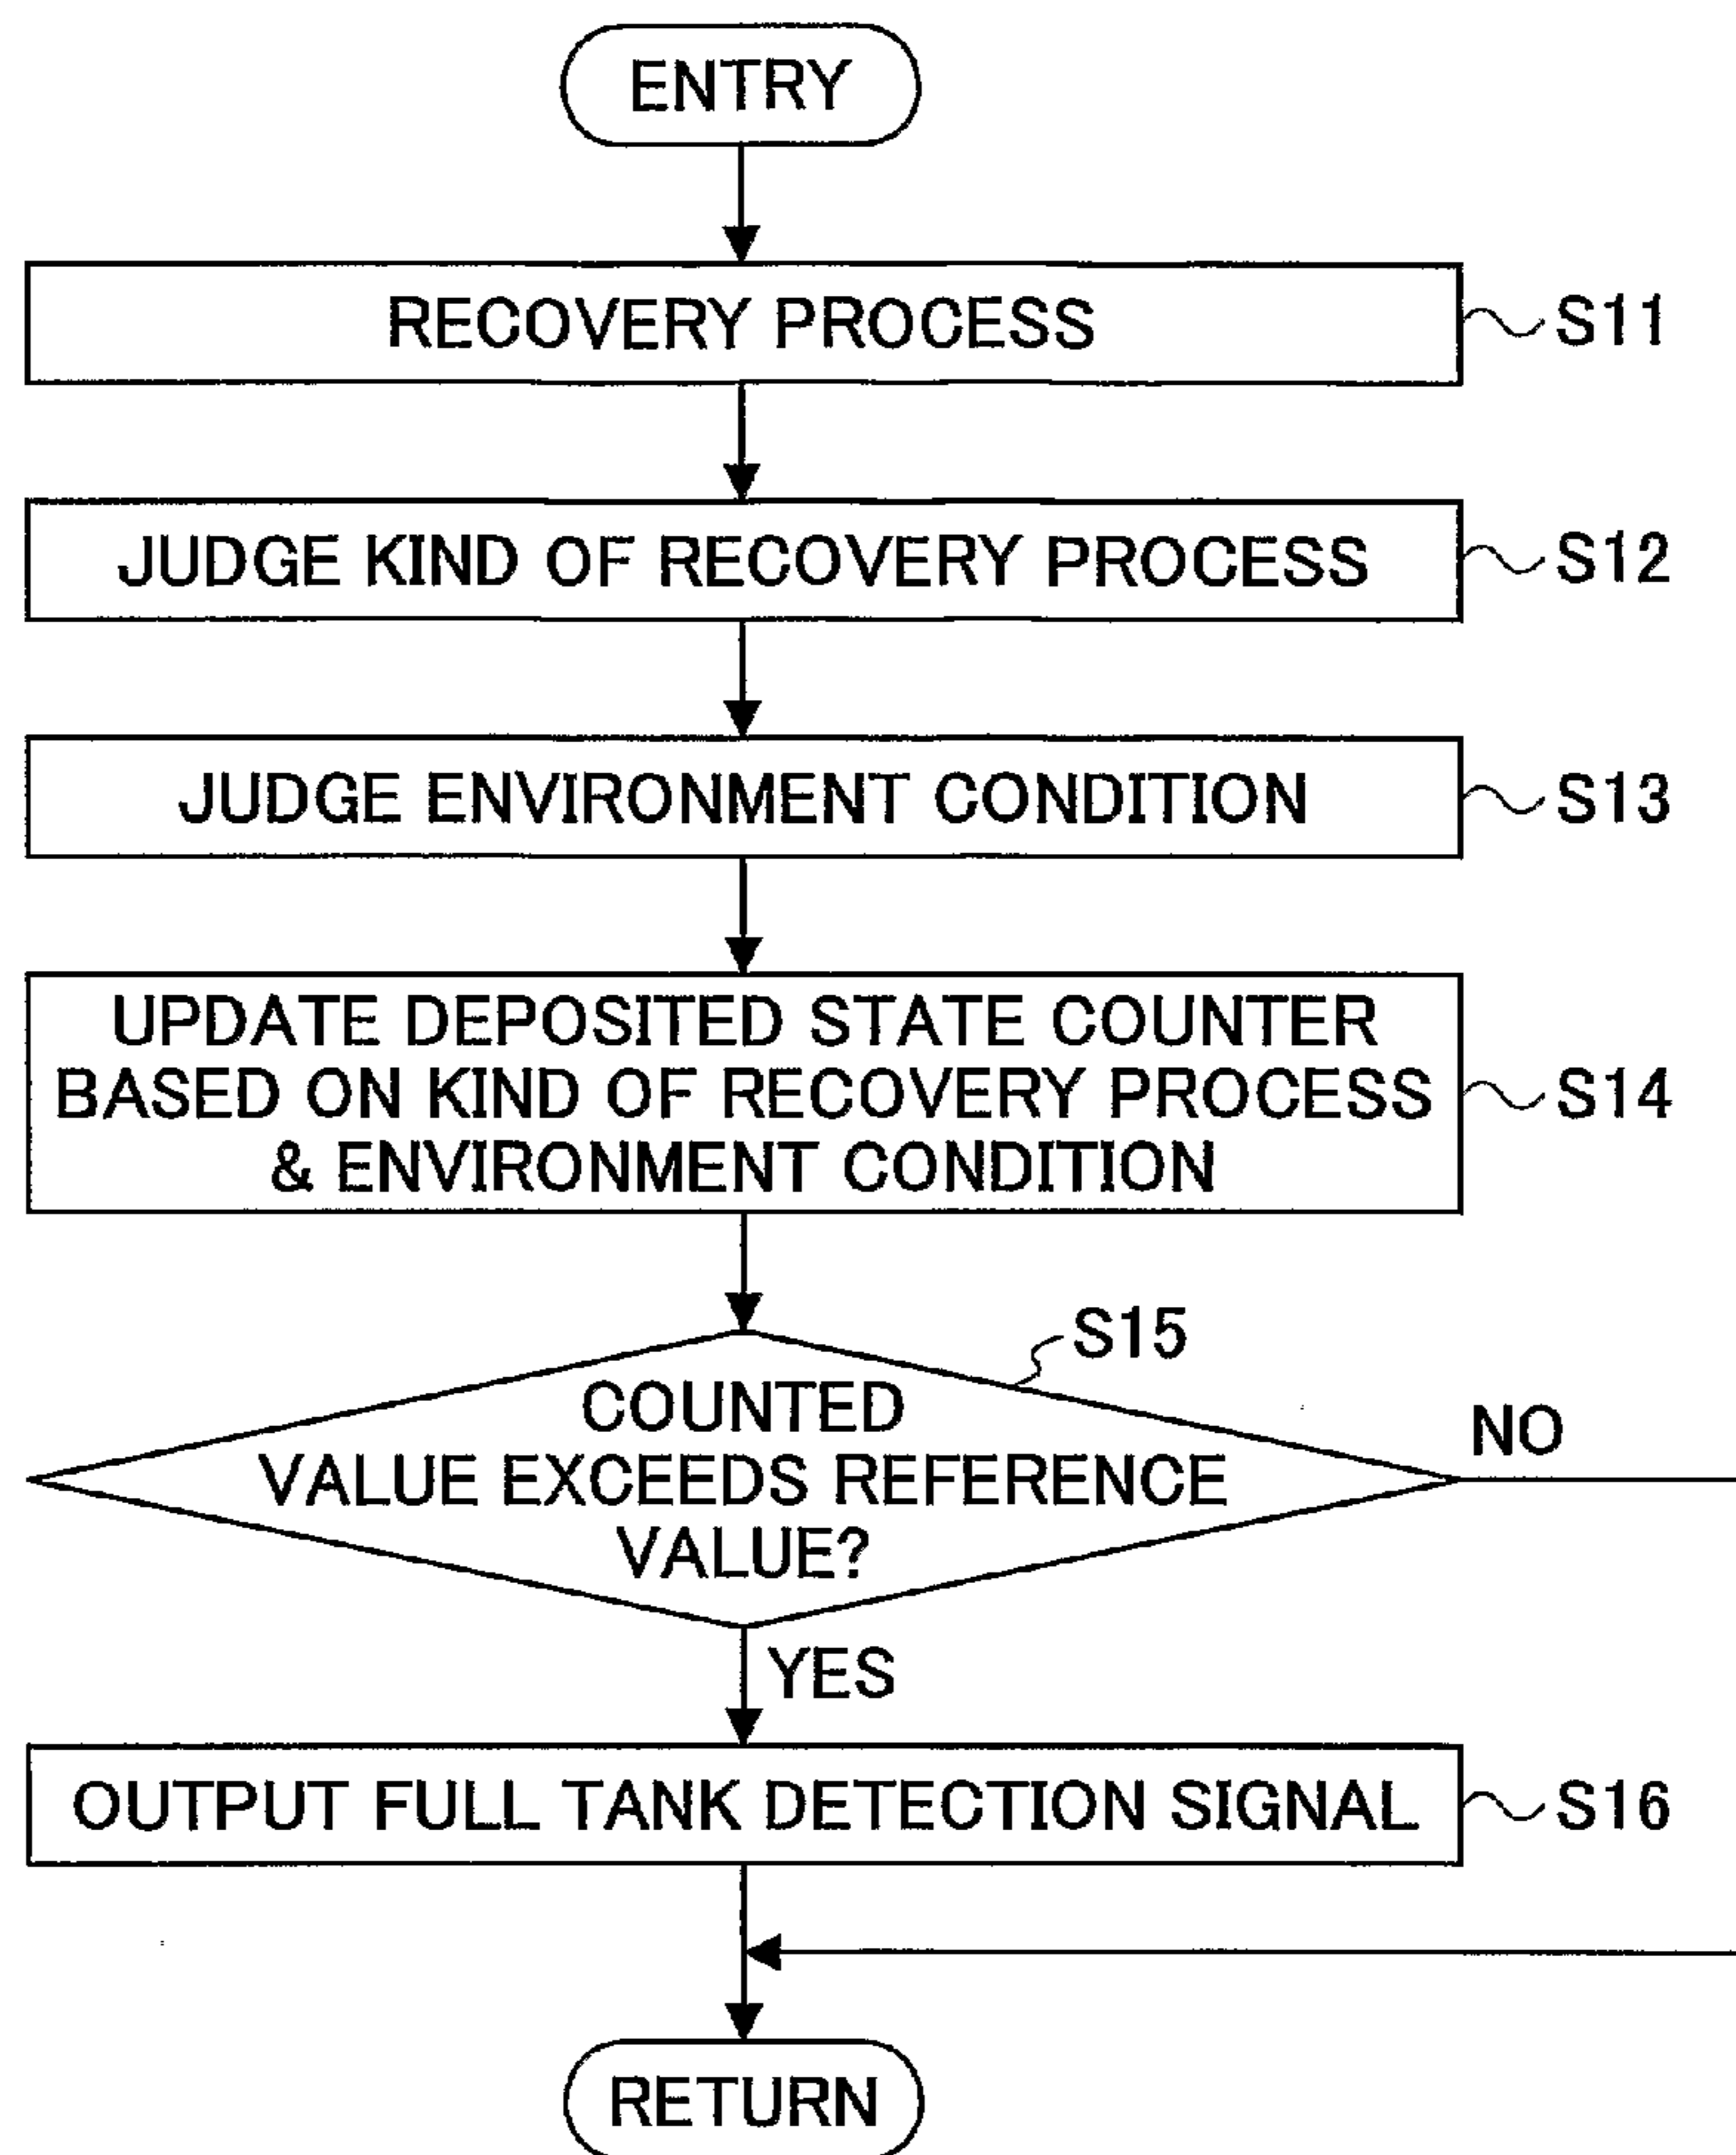 ENTRY
RECOVERY PROCESS
S11
JUDGE KIND OF RECOVERY PROCESS
S12
JUDGE ENVIRONMENT CONDITION
S13
UPDATE DEPOSITED STATE COUNTER
BASED ON KIND OF RECOVERY PROCESS
& ENVIRONMENT CONDITION
S14
S15
COUNTED
VALUE EXCEEDS REFERENCE
VALUE?
NO
YES
OUTPUT FULL TANK DETECTION SIGNAL
S16
RETURN